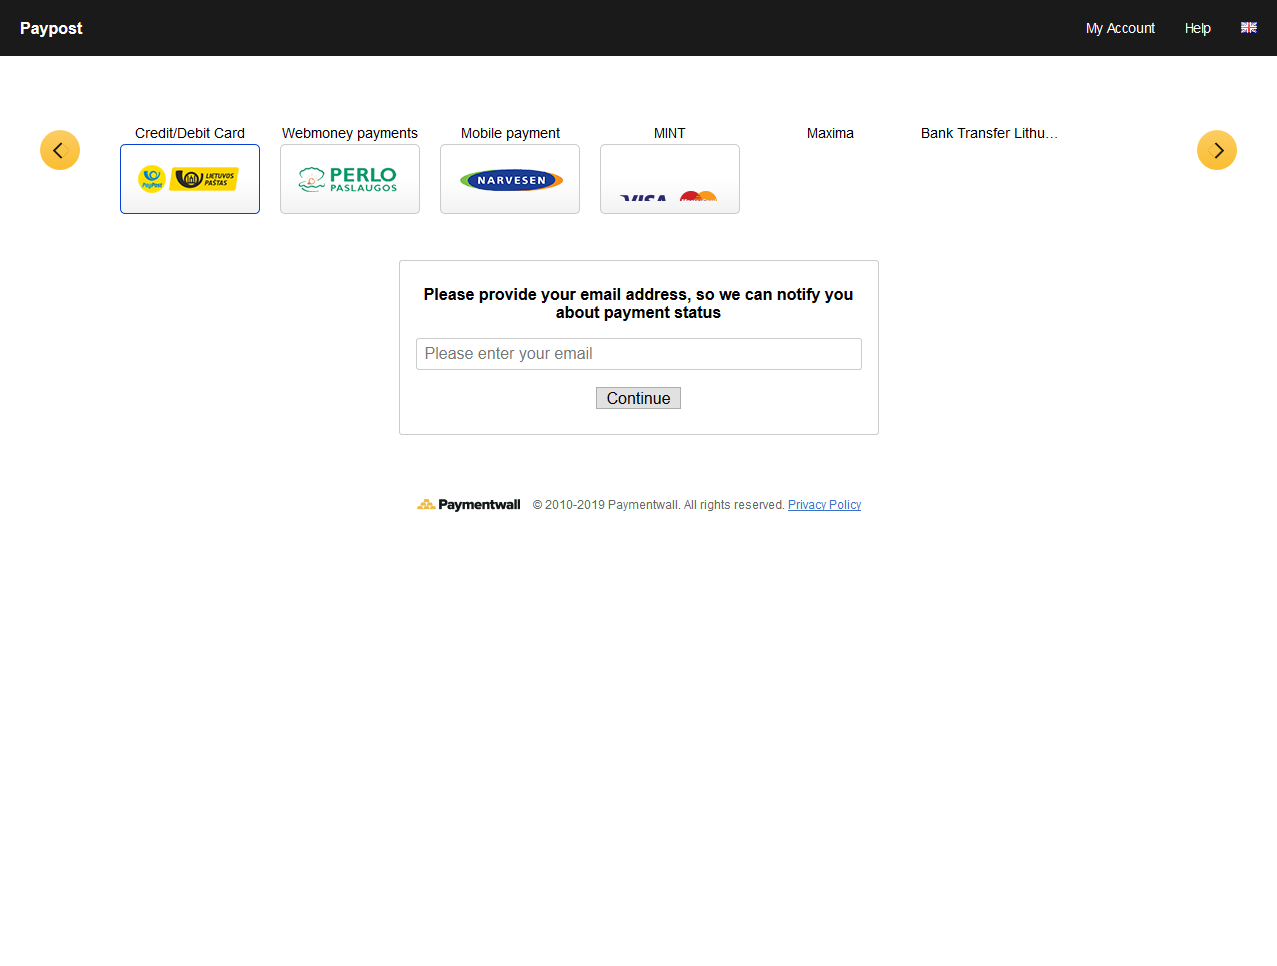 Paypost
My Account
Help
Credit/Debit Card
Webmoney payments
Mobile payment
MINT
Maxima
Bank Transfer Lithu…
PayPost
LIETUVOS
PAŠTAS
PERLO
PASLAUGOS
NARVESEN
VISA
Please provide your email address, so we can notify you
about payment status
Please enter your email
Continue
Paymentwall
© 2010-2019 Paymentwall. All rights reserved. Privacy Policy